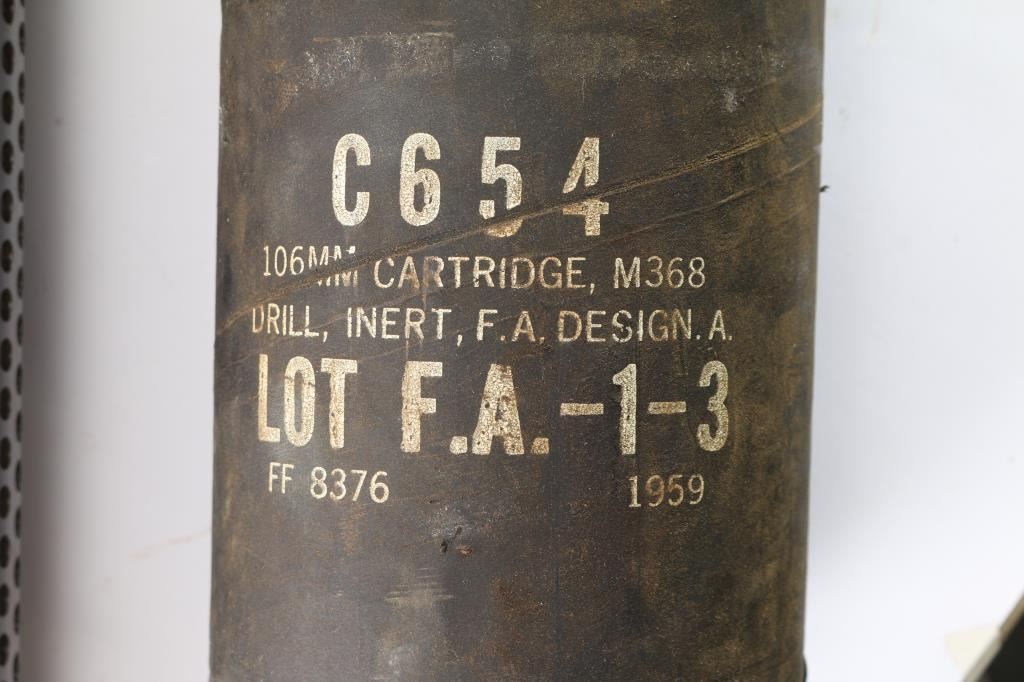 C654
106MM CARTRIDGE, M368
DRILL, INERT, F.A. DESIGN. A.
LOT F.A.-1-3
FF 8376 1959